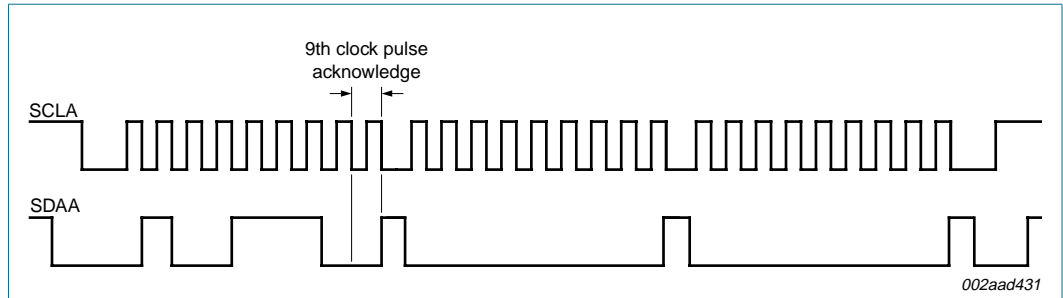 9th clock pulse
acknowledge
SCLA
SDAA
002aad431